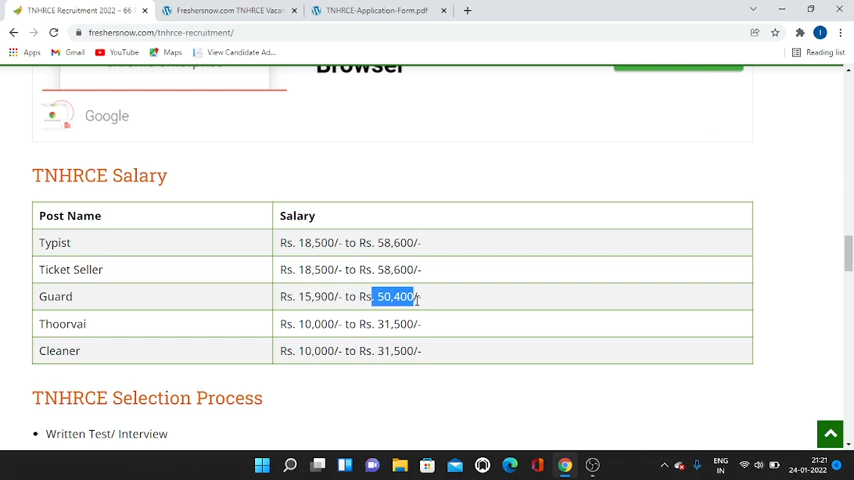 TNHRCE Recruitment 2022 – 66 F
Freshersnow.com TNHRCE Vacan
TNHRCE-Application-Form.pdf
freshersnow.com/tnhrce-recruitment/
Apps
Gmail
YouTube
Maps
View Candidate Ad...
Reading list
Browser
Google
TNHRCE Salary
Post Name Salary
Typist Rs. 18,500/- to Rs. 58,600/-
Ticket Seller Rs. 18,500/- to Rs. 58,600/-
Guard Rs. 15,900/- to Rs. 50,400/-
Thoorvai Rs. 10,000/- to Rs. 31,500/-
Cleaner Rs. 10,000/- to Rs. 31,500/-
TNHRCE Selection Process
• Written Test/ Interview
ENG
IN
21:21
24-01-2022